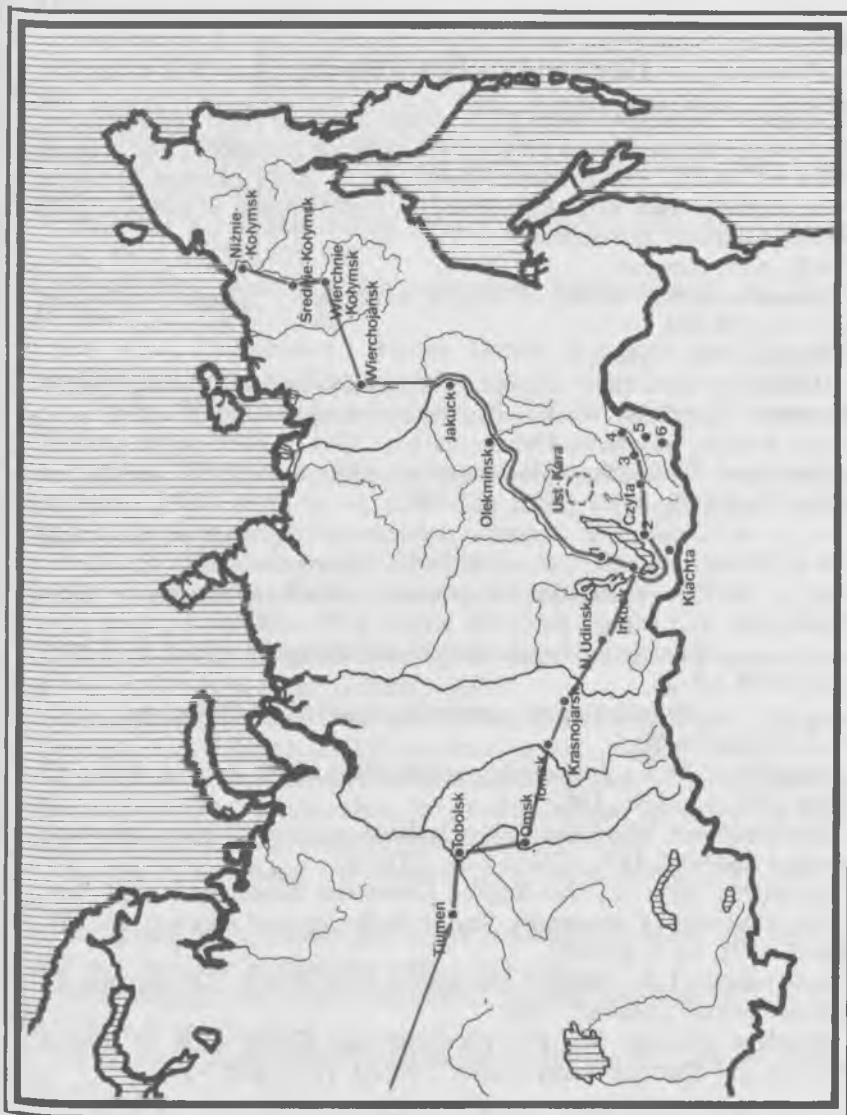 Niżnie-
-Kołymsk
Średnie-Kołymsk
Wierchnie-
Kołymsk
Wierchojańsk
Jakuck
Olekminsk
Ust-Kara
Czyta
Kiachta
Irkuck
N. Udinsk
Krasnojarsk
Tomsk
Omsk
Tobolsk
Tiumen
1
2
3
4
5
6